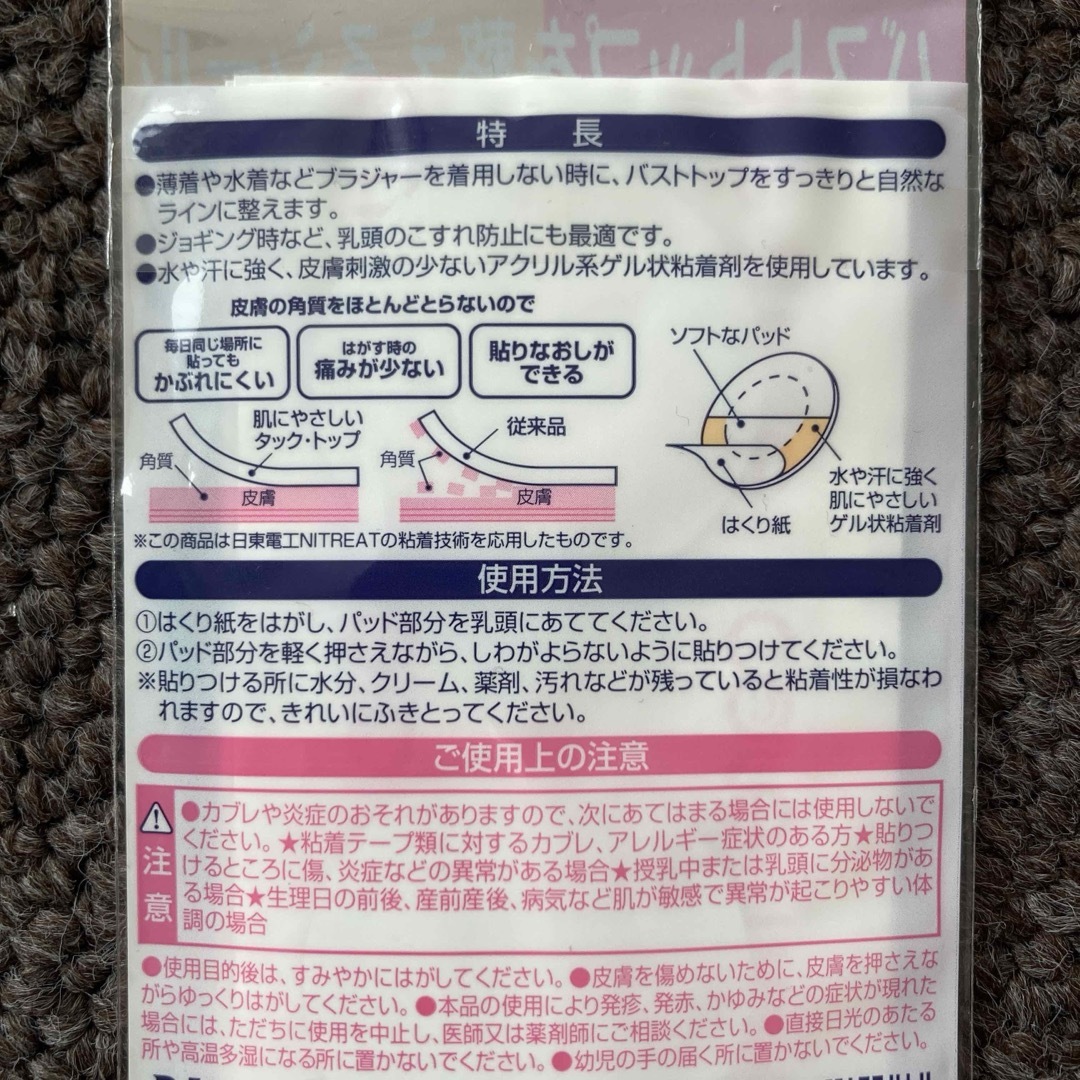 バストトップを整えるシール
特　長
●薄着や水着などブラジャーを着用しない時に、バストトップをすっきりと自然な
ラインに整えます。
●ジョギング時など、乳頭のこすれ防止にも最適です。
●水や汗に強く、皮膚刺激の少ないアクリル系ゲル状粘着剤を使用しています。
皮膚の角質をほとんどとらないので
毎日同じ場所に
貼っても
かぶれにくい
はがす時の
痛みが少ない
貼りなおしが
できる
肌にやさしい
タック・トップ
角質
皮膚
従来品
角質
皮膚
ソフトなパッド
はくり紙
水や汗に強く
肌にやさしい
ゲル状粘着剤
※この商品は日東電工NITREATの粘着技術を応用したものです。
使用方法
①はくり紙をはがし、パッド部分を乳頭にあててください。
②パッド部分を軽く押さえながら、しわがよらないように貼りつけてください。
※貼りつける所に水分、クリーム、薬剤、汚れなどが残っていると粘着性が損なわ
れますので、きれいにふきとってください。
ご使用上の注意
注意
●カブレや炎症のおそれがありますので、次にあてはまる場合には使用しないで
ください。★粘着テープ類に対するカブレ、アレルギー症状のある方★貼りつ
けるところに傷、炎症などの異常がある場合★授乳中または乳頭に分泌物があ
る場合★生理日の前後、産前産後、病気など肌が敏感で異常が起こりやすい体
調の場合
●使用目的後は、すみやかにはがしてください。●皮膚を傷めないために、皮膚を押さえな
がらゆっくりはがしてください。●本品の使用により発疹、発赤、かゆみなどの症状が現れた
場合には、ただちに使用を中止し、医師又は薬剤師にご相談ください。●直接日光のあたる
所や高温多湿になる所に置かないでください。●幼児の手の届く所に置かないでください。